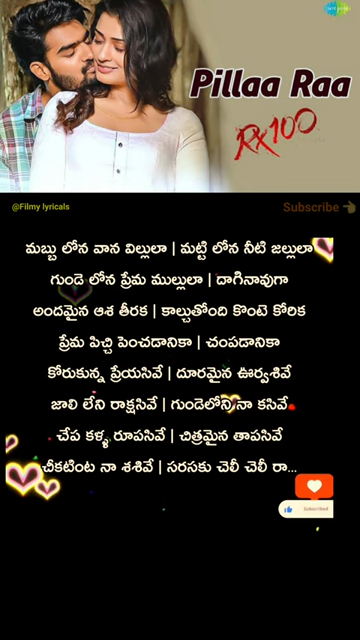 Pillaa Raa
RX100
@Filmy lyricals
Subscribe
మబ్బు లోన వాన విల్లులా | మట్టి లోన నీటి జల్లులా
గుండె లోన ప్రేమ ముల్లులా | దాగినావుగా
అందమైన ఆశ తీరక | కాల్చుతోంది కొంటె కోరిక
ప్రేమ పిచ్చి పెంచడానికా | చంపడానికా
కోరుకున్న ప్రేయసివే | దూరమైన ఊర్వశివే
జాలి లేని రాక్షసివే | గుండెలోని నా కసివే
చేప కళ్ళ రూపసివే | చిత్రమైన తాపసివే
చీకటింట నా శశివే | సరసకు చెలీ చెలీ రా...
Subscribed